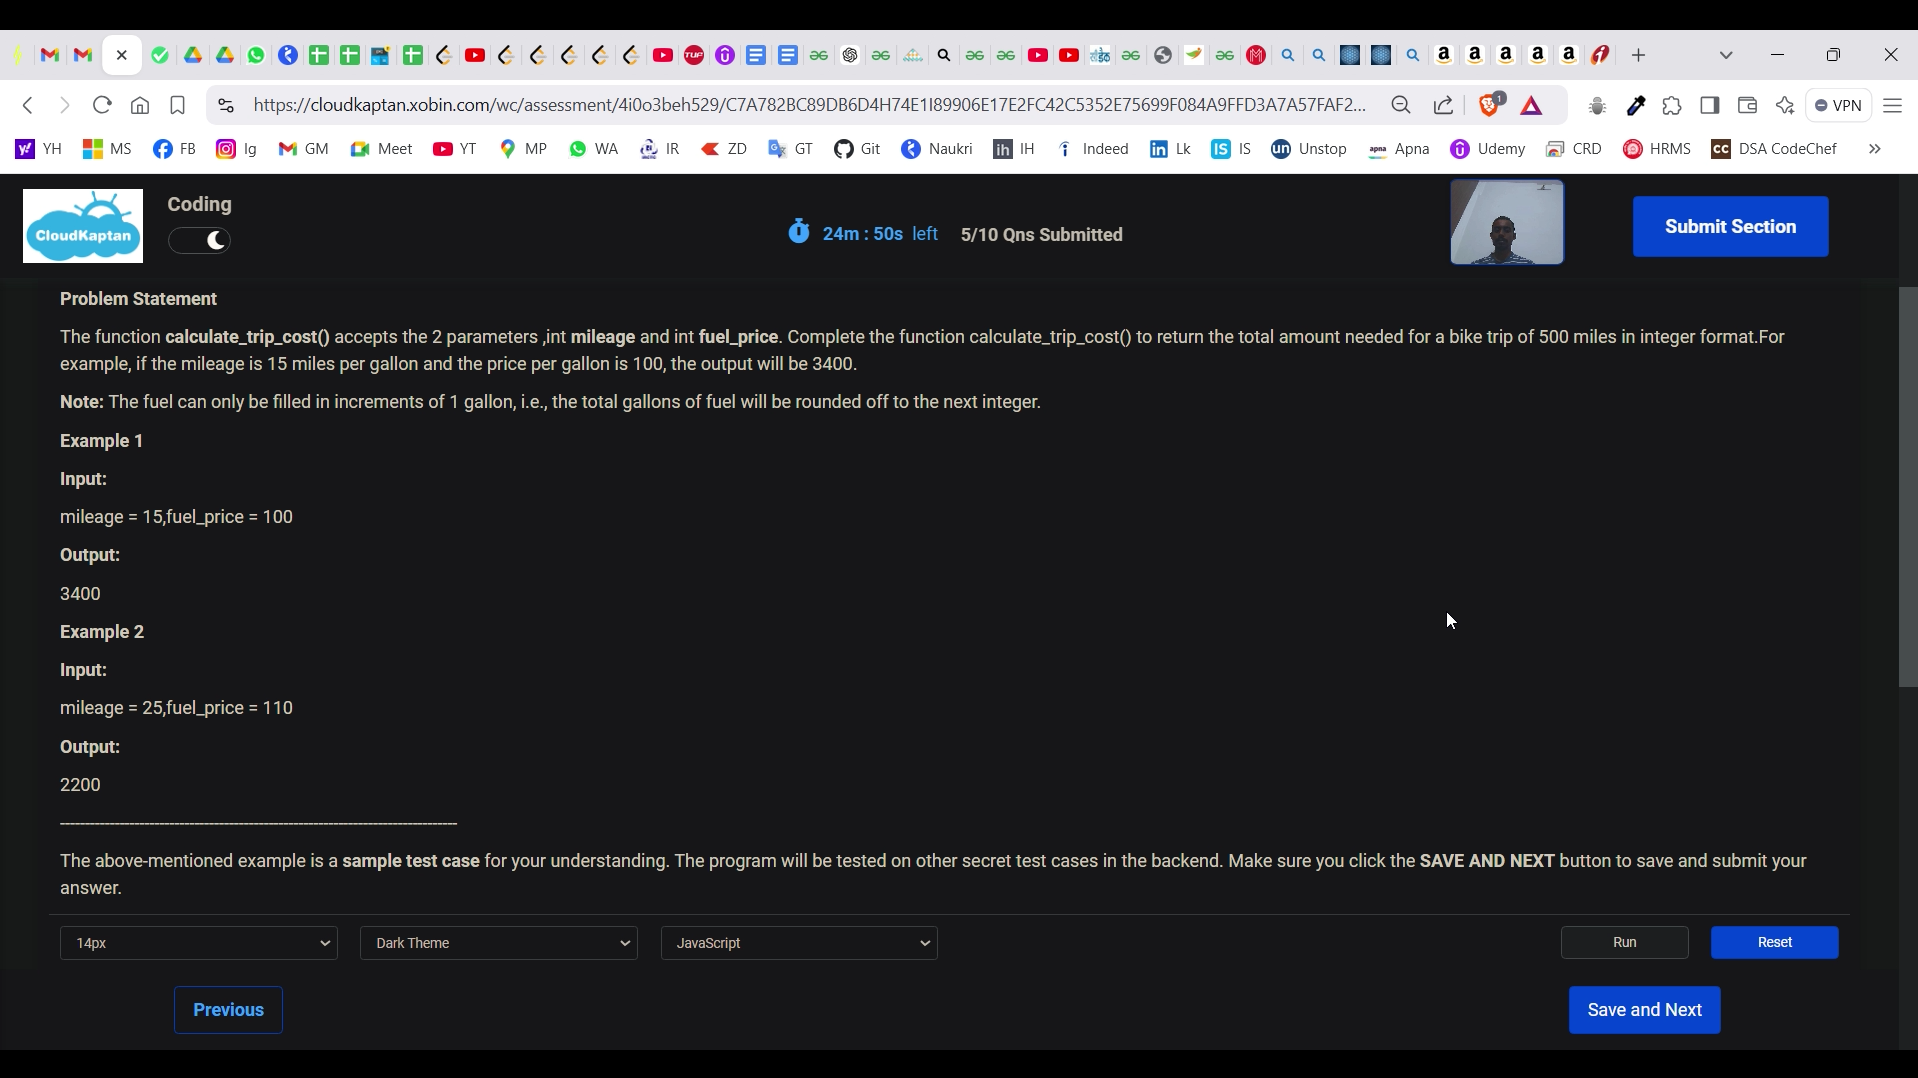 https://cloudkaptan.xobin.com/wc/assessment/4i0o3beh529/C7A782BC89DB6D4H74E1I89906E17E2FC42C5352E75699F084A9FFD3A7A57FAF2...
1
VPN
YH MS FB Ig GM Meet YT MP WA IR ZD GT Git Naukri IH Indeed Lk IS Unstop Apna Udemy CRD HRMS DSA CodeChef
CloudKaptan
Coding
24m : 50s left 5/10 Qns Submitted
Submit Section
Problem Statement
The function calculate_trip_cost() accepts the 2 parameters ,int mileage and int fuel_price. Complete the function calculate_trip_cost() to return the total amount needed for a bike trip of 500 miles in integer format.For
example, if the mileage is 15 miles per gallon and the price per gallon is 100, the output will be 3400.
Note: The fuel can only be filled in increments of 1 gallon, i.e., the total gallons of fuel will be rounded off to the next integer.
Example 1
Input:
mileage = 15,fuel_price = 100
Output:
3400
Example 2
Input:
mileage = 25,fuel_price = 110
Output:
2200
--------------------------------------------------------------------------------
The above-mentioned example is a sample test case for your understanding. The program will be tested on other secret test cases in the backend. Make sure you click the SAVE AND NEXT button to save and submit your
answer.
14px Dark Theme JavaScript Run Reset
Previous Save and Next